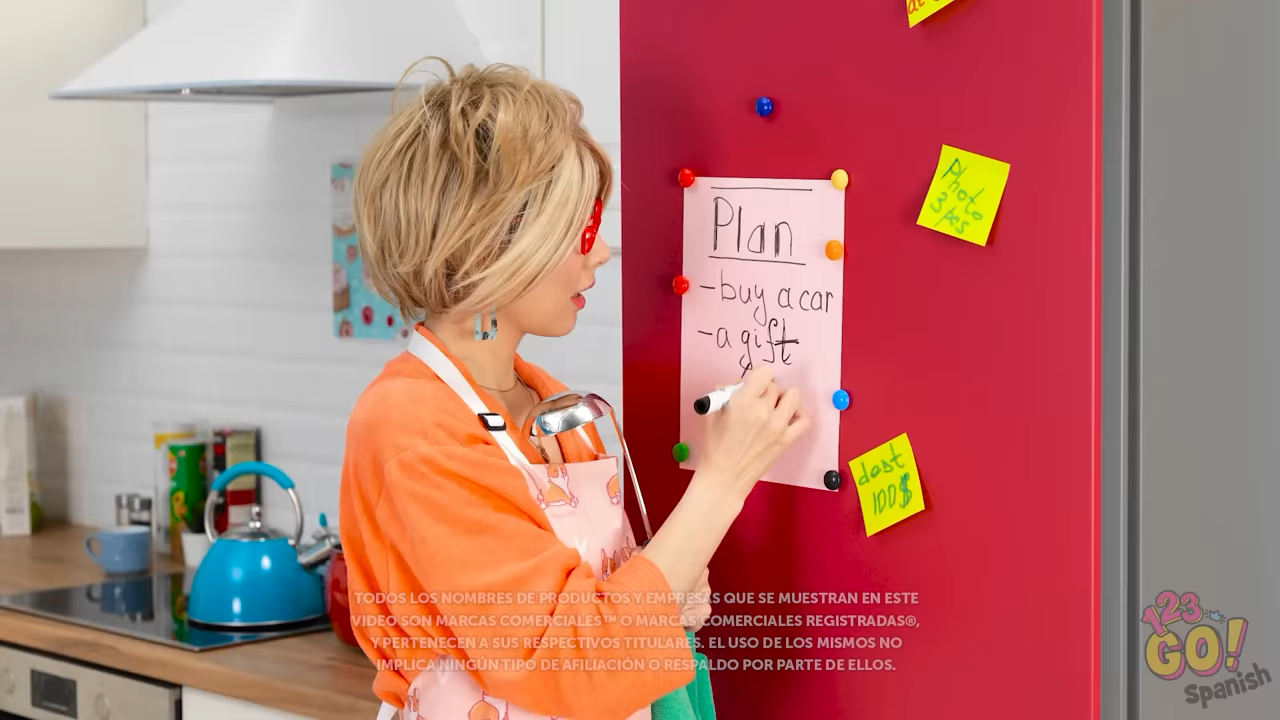 Photo
3 pcs
Plan
-buy a car
-a gift
100$
TODOS LOS NOMBRES DE PRODUCTOS Y EMPRESAS QUE SE MUESTRAN EN ESTE
VIDEO SON MARCAS COMERCIALES™ O MARCAS COMERCIALES REGISTRADAS®,
Y PERTENECEN A SUS RESPECTIVOS TITULARES. EL USO DE LOS MISMOS NO
IMPLICA NINGÚN TIPO DE AFILIACIÓN O RESPALDO POR PARTE DE ELLOS.
123
GO!
Spanish